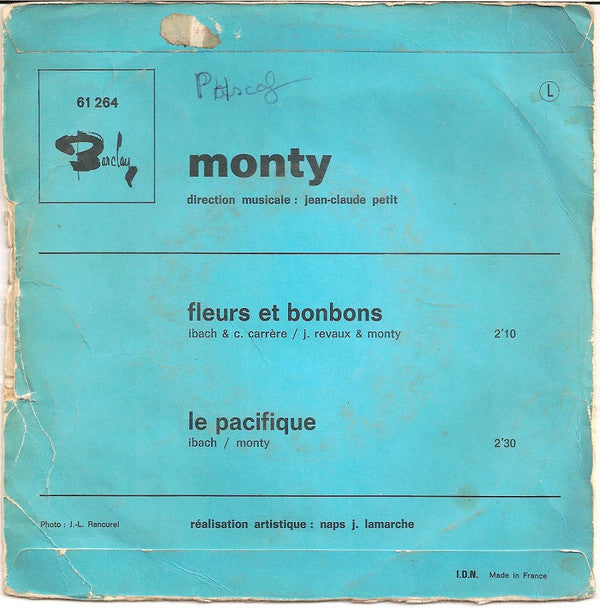 61 264
Barclay
L
monty
direction musicale : jean-claude petit
fleurs et bonbons
ibach & c. carrère / j. revaux & monty 2'10
le pacifique
ibach / monty 2'30
Photo : J.-L. Rancurel
réalisation artistique : naps j. lamarche
I.D.N. Made in France